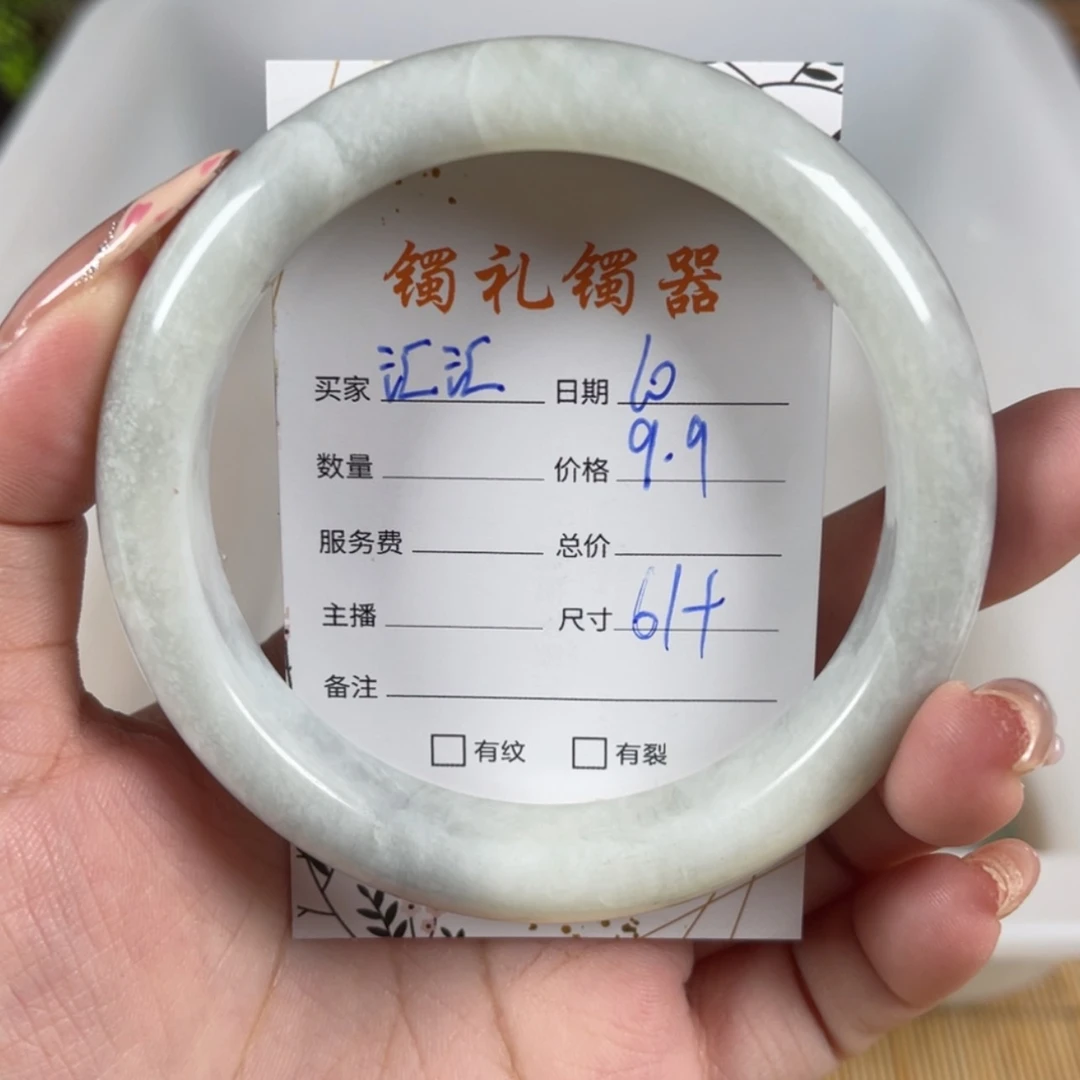 镯礼镯器
买家 汇汇 日期 10
数量 价格 9.9
服务费 总价
主播 尺寸 61+
备注
有纹 有裂